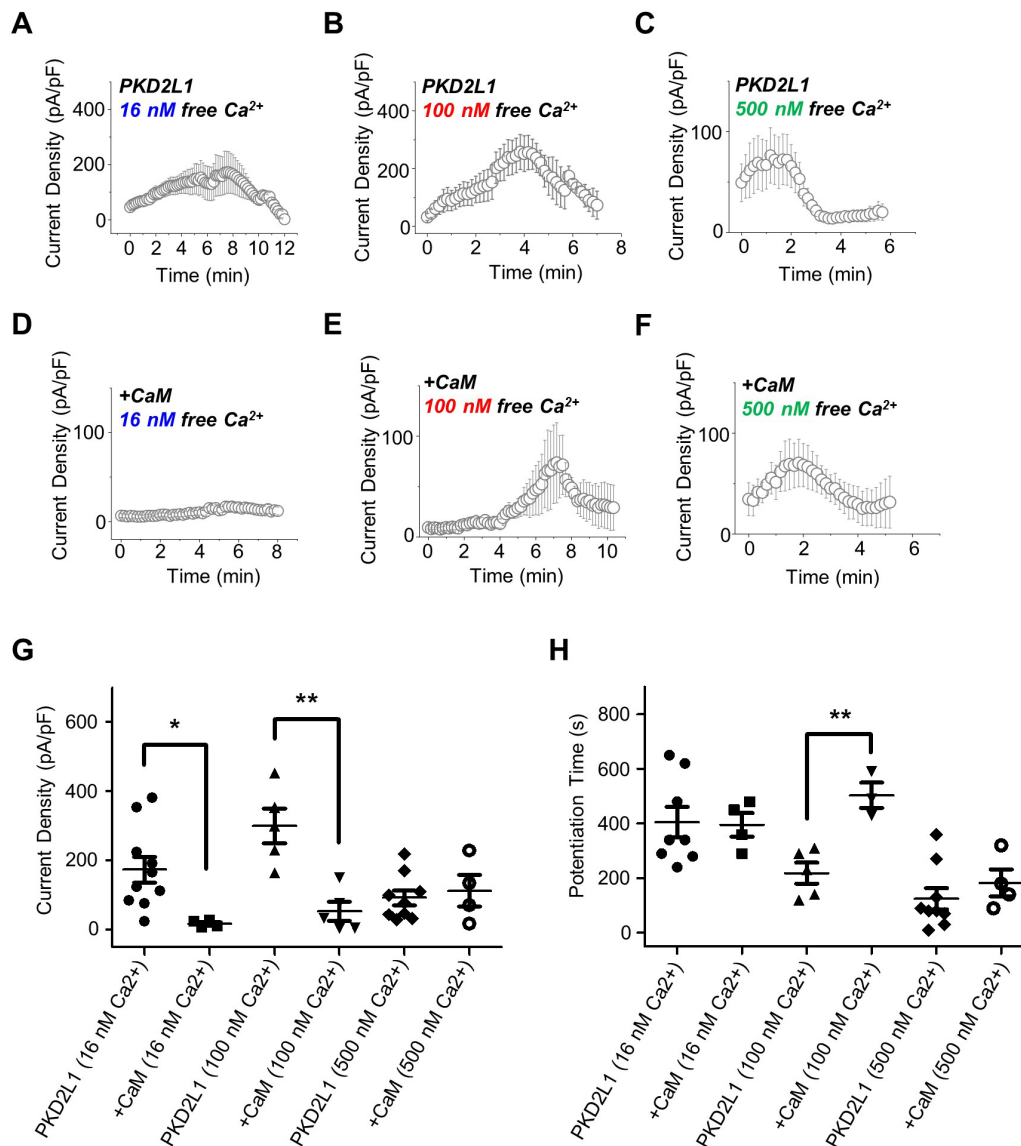 A
Current Density (pA/pF)
PKD2L1
16 nM free Ca²⁺
400
200
0
0 2 4 6 8 10 12
Time (min)
B
Current Density (pA/pF)
PKD2L1
100 nM free Ca²⁺
400
200
0
0 2 4 6 8
Time (min)
C
Current Density (pA/pF)
PKD2L1
500 nM free Ca²⁺
100
0
0 2 4 6
Time (min)
D
Current Density (pA/pF)
+CaM
16 nM free Ca²⁺
100
0
0 2 4 6 8
Time (min)
E
Current Density (pA/pF)
+CaM
100 nM free Ca²⁺
100
0
0 2 4 6 8 10
Time (min)
F
Current Density (pA/pF)
+CaM
500 nM free Ca²⁺
100
0
0 2 4 6
Time (min)
G
Current Density (pA/pF)
600
400
200
0
*
**
PKD2L1 (16 nM Ca2+)
+CaM (16 nM Ca2+)
PKD2L1 (100 nM Ca2+)
+CaM (100 nM Ca2+)
PKD2L1 (500 nM Ca2+)
+CaM (500 nM Ca2+)
H
Potentiation Time (s)
800
600
400
200
0
**
PKD2L1 (16 nM Ca2+)
+CaM (16 nM Ca2+)
PKD2L1 (100 nM Ca2+)
+CaM (100 nM Ca2+)
PKD2L1 (500 nM Ca2+)
+CaM (500 nM Ca2+)